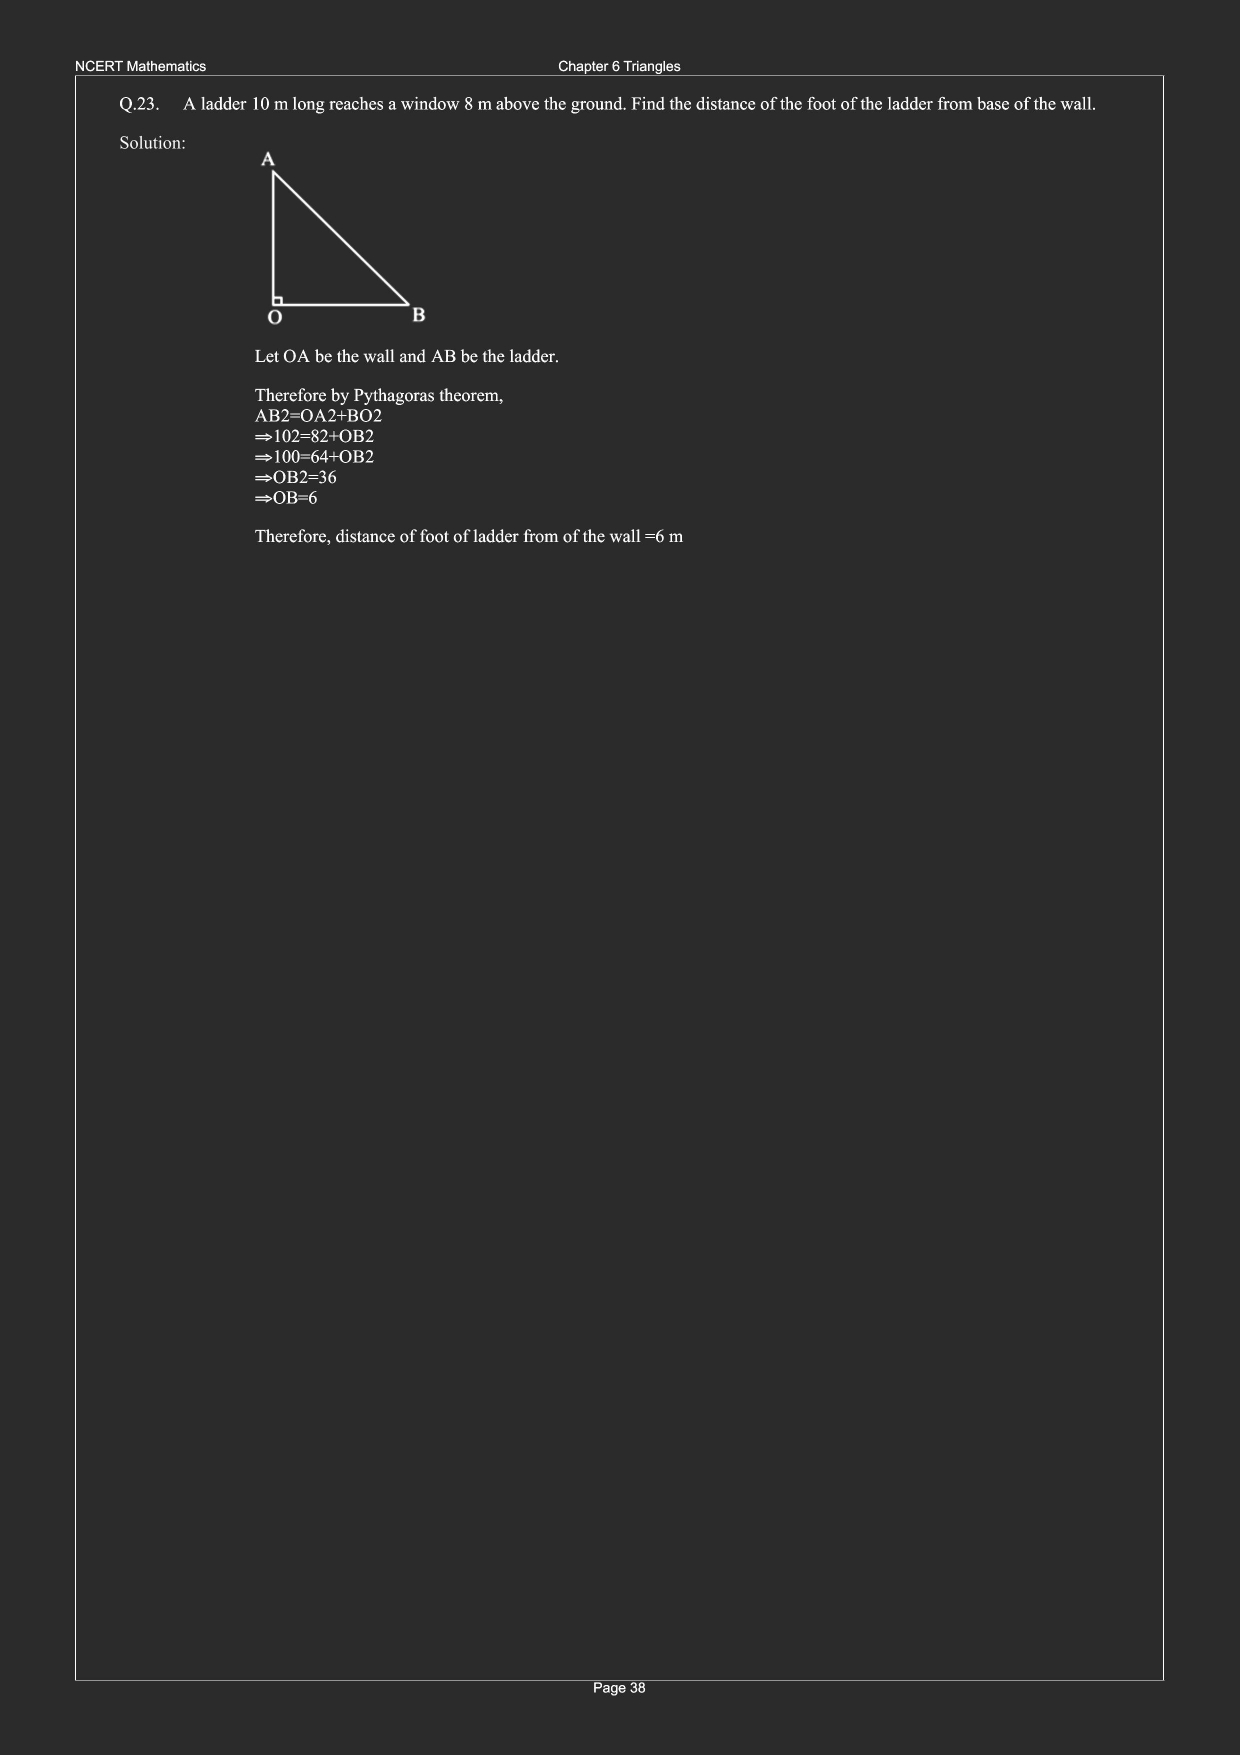 NCERT Mathematics Chapter 6 Triangles
Q.23. A ladder 10 m long reaches a window 8 m above the ground. Find the distance of the foot of the ladder from base of the wall.
Solution:
A
O B
Let OA be the wall and AB be the ladder.
Therefore by Pythagoras theorem,
AB2=OA2+BO2
⇒102=82+OB2
⇒100=64+OB2
⇒OB2=36
⇒OB=6
Therefore, distance of foot of ladder from of the wall =6 m
Page 38